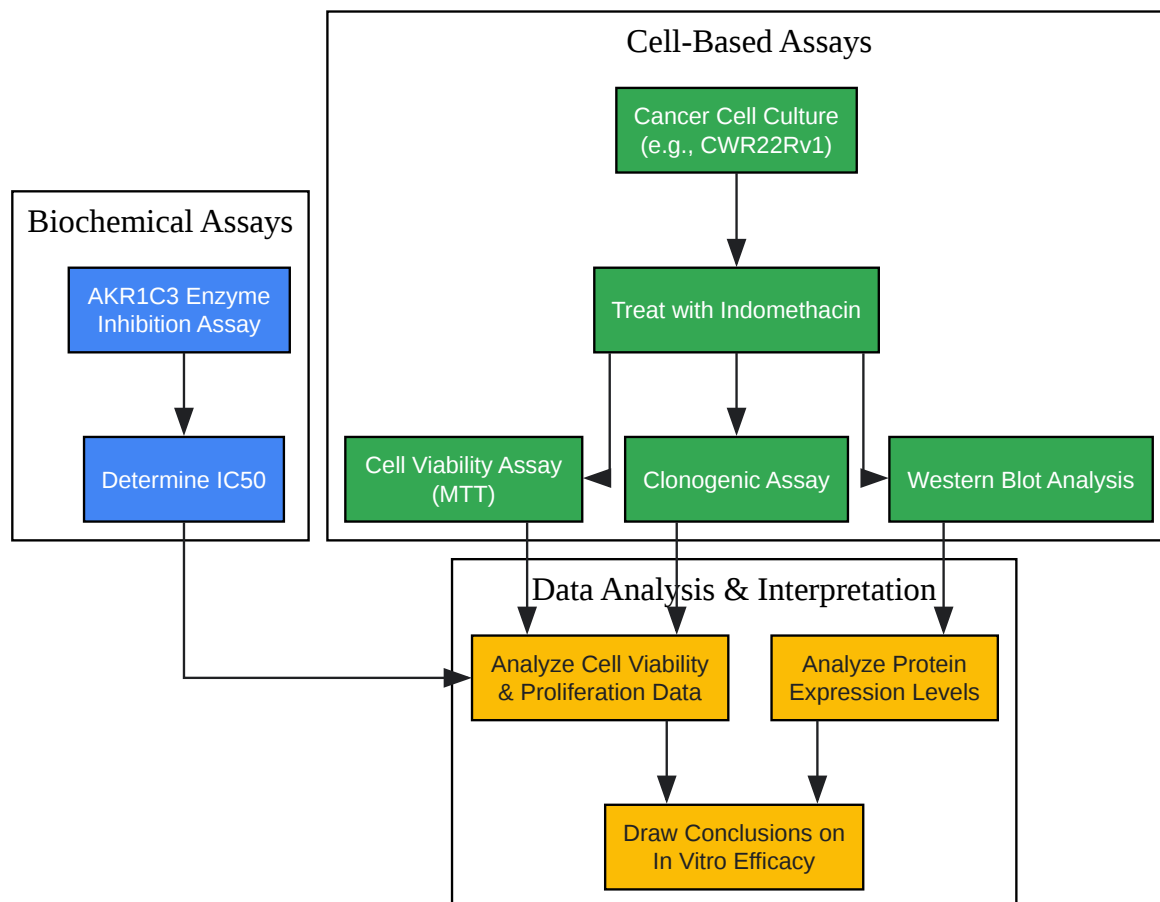 Cell-Based Assays
Cancer Cell Culture
(e.g., CWR22Rv1)
Biochemical Assays
AKR1C3 Enzyme
Inhibition Assay
Treat with Indomethacin
Determine IC50
Cell Viability Assay
(MTT)
Clonogenic Assay
Western Blot Analysis
Data Analysis & Interpretation
Analyze Cell Viability
& Proliferation Data
Analyze Protein
Expression Levels
Draw Conclusions on
In Vitro Efficacy